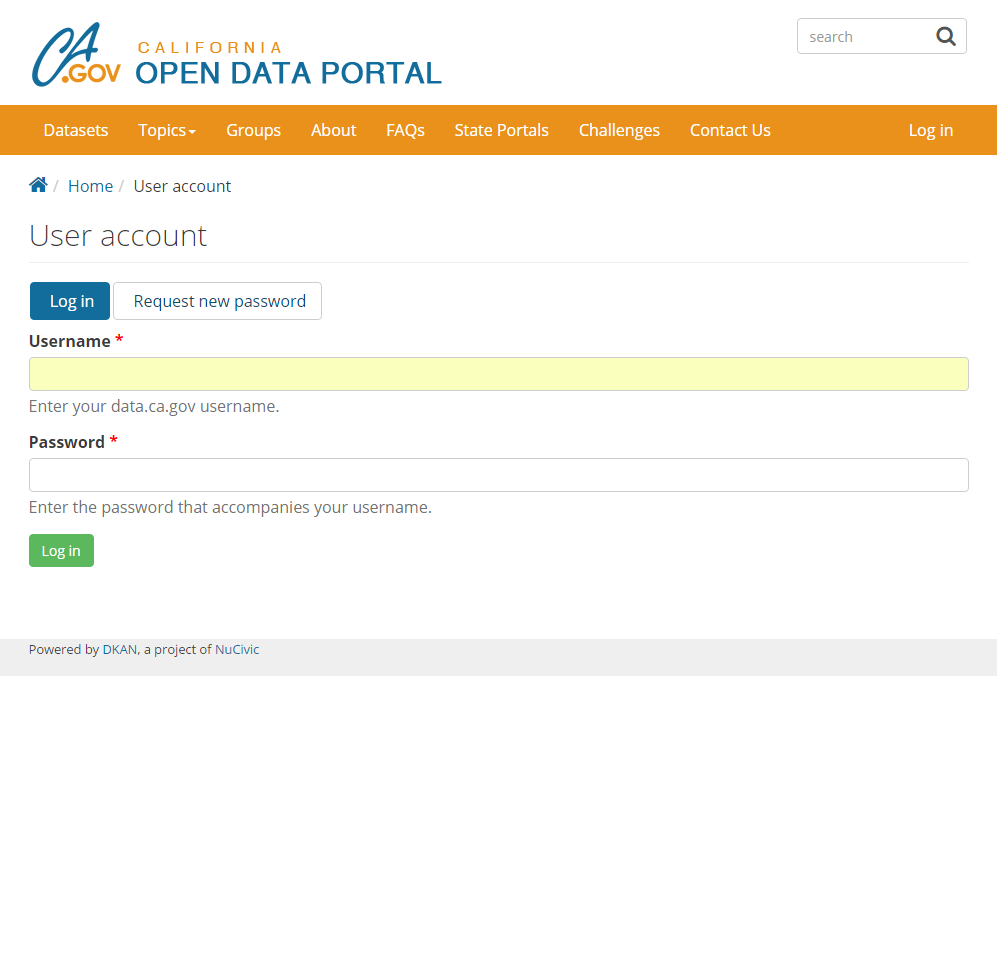 CA.GOV
CALIFORNIA
OPEN DATA PORTAL
search
Datasets Topics Groups About FAQs State Portals Challenges Contact Us Log in
/ Home / User account
User account
Log in Request new password
Username *
Enter your data.ca.gov username.
Password *
Enter the password that accompanies your username.
Log in
Powered by DKAN, a project of NuCivic